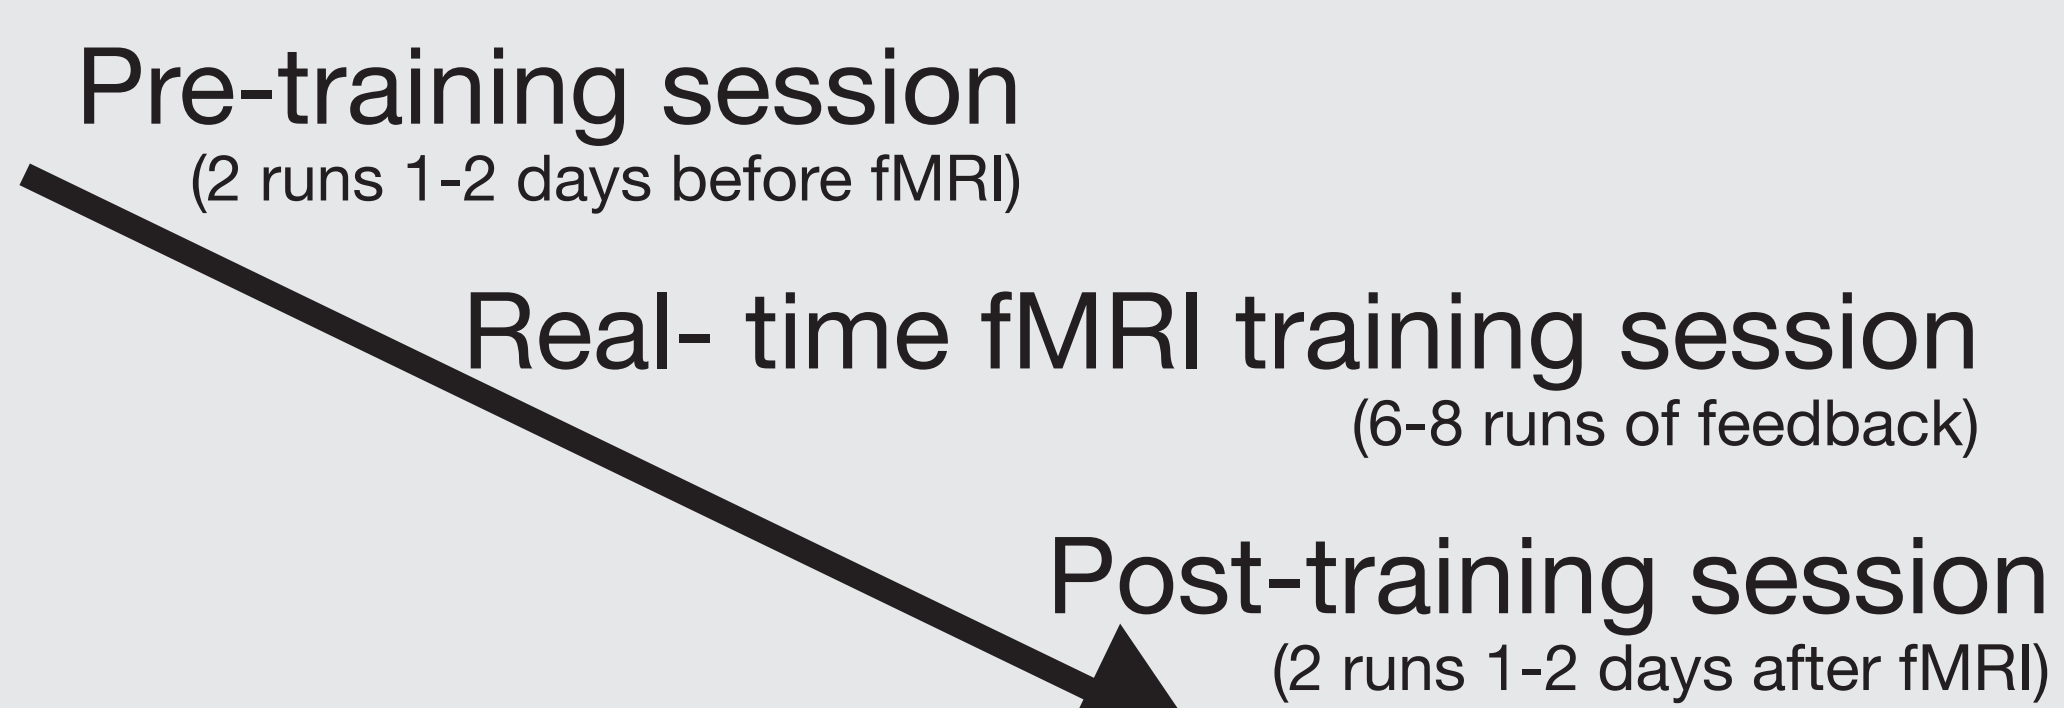 Pre-training session
(2 runs 1-2 days before fMRI)
Real- time fMRI training session
(6-8 runs of feedback)
Post-training session
(2 runs 1-2 days after fMRI)